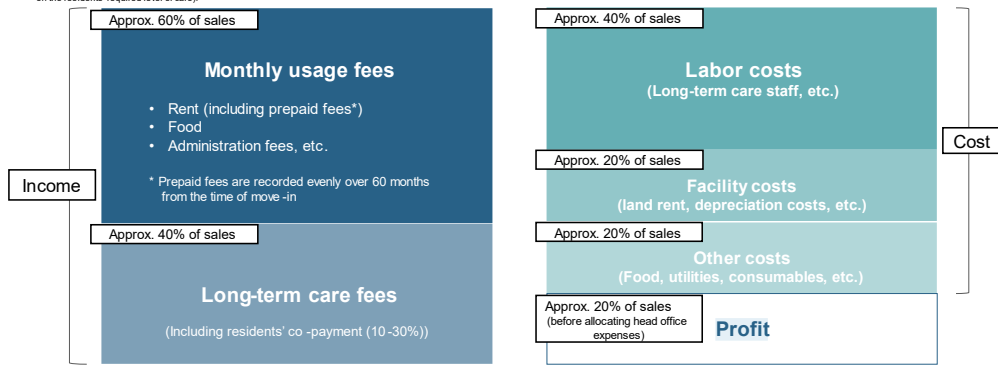 Approx. 60% of sales
Monthly usage fees
• Rent (including prepaid fees*)
• Food
• Administration fees, etc.
* Prepaid fees are recorded evenly over 60 months
from the time of move-in
Income
Approx. 40% of sales
Long-term care fees
(Including residents' co-payment (10-30%))
Approx. 40% of sales
Labor costs
(Long-term care staff, etc.)
Cost
Approx. 20% of sales
Facility costs
(land rent, depreciation costs, etc.)
Approx. 20% of sales
Other costs
(Food, utilities, consumables, etc.)
Approx. 20% of sales
(before allocating head office
expenses)
Profit